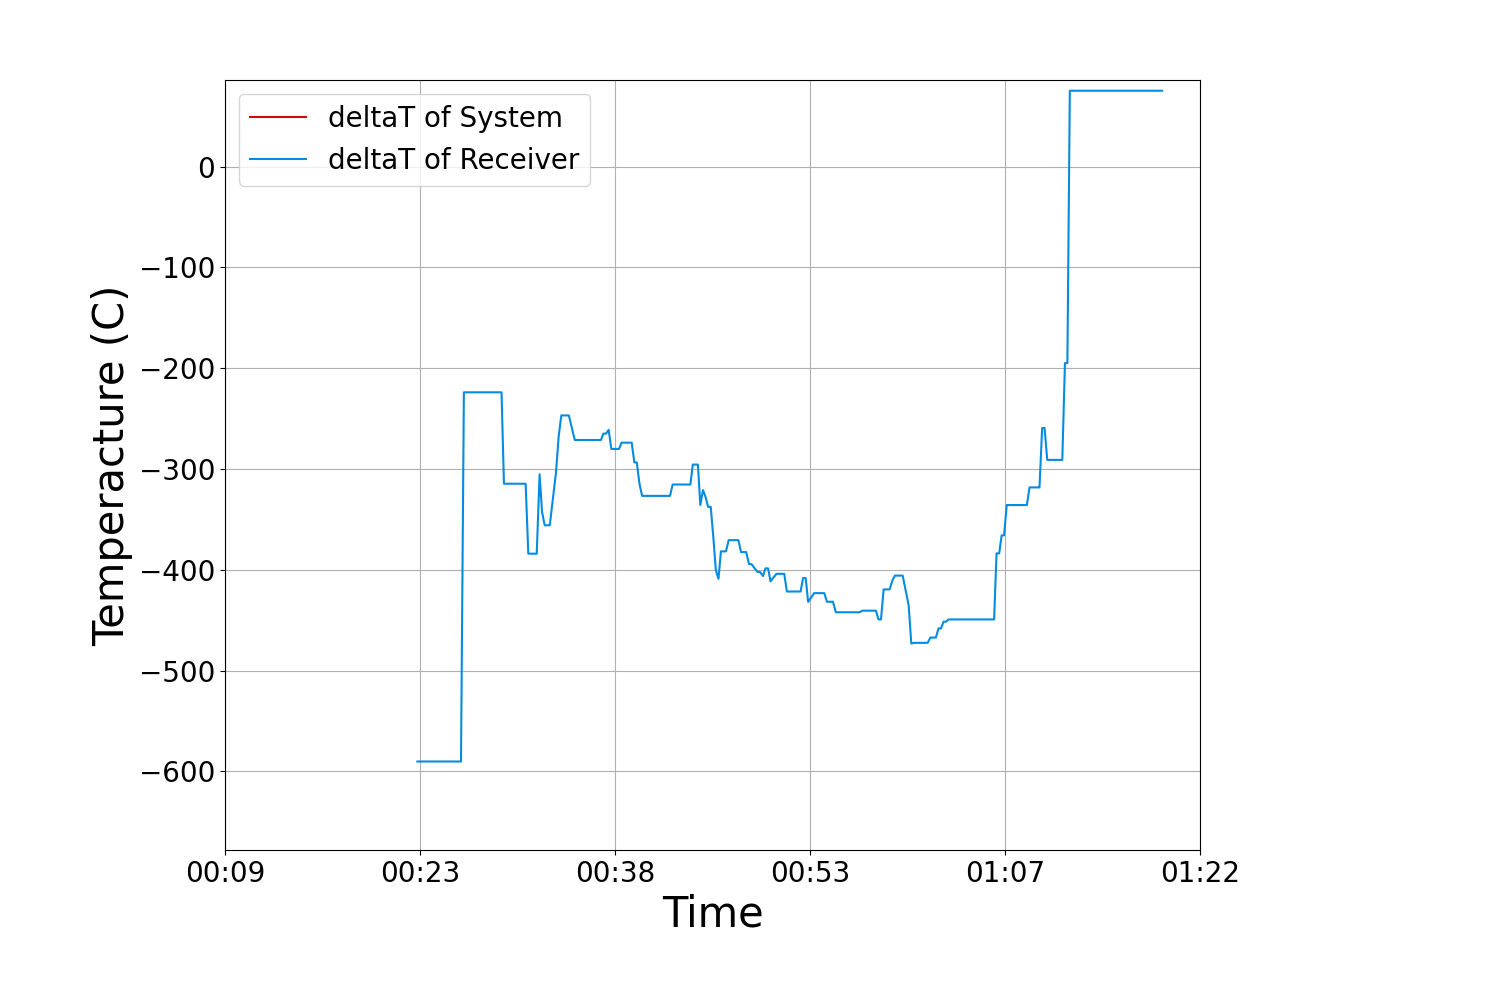 deltaT of System
deltaT of Receiver
0
−100
−200
−300
−400
−500
−600
Temperacture (C)
00:09 00:23 00:38 00:53 01:07 01:22
Time